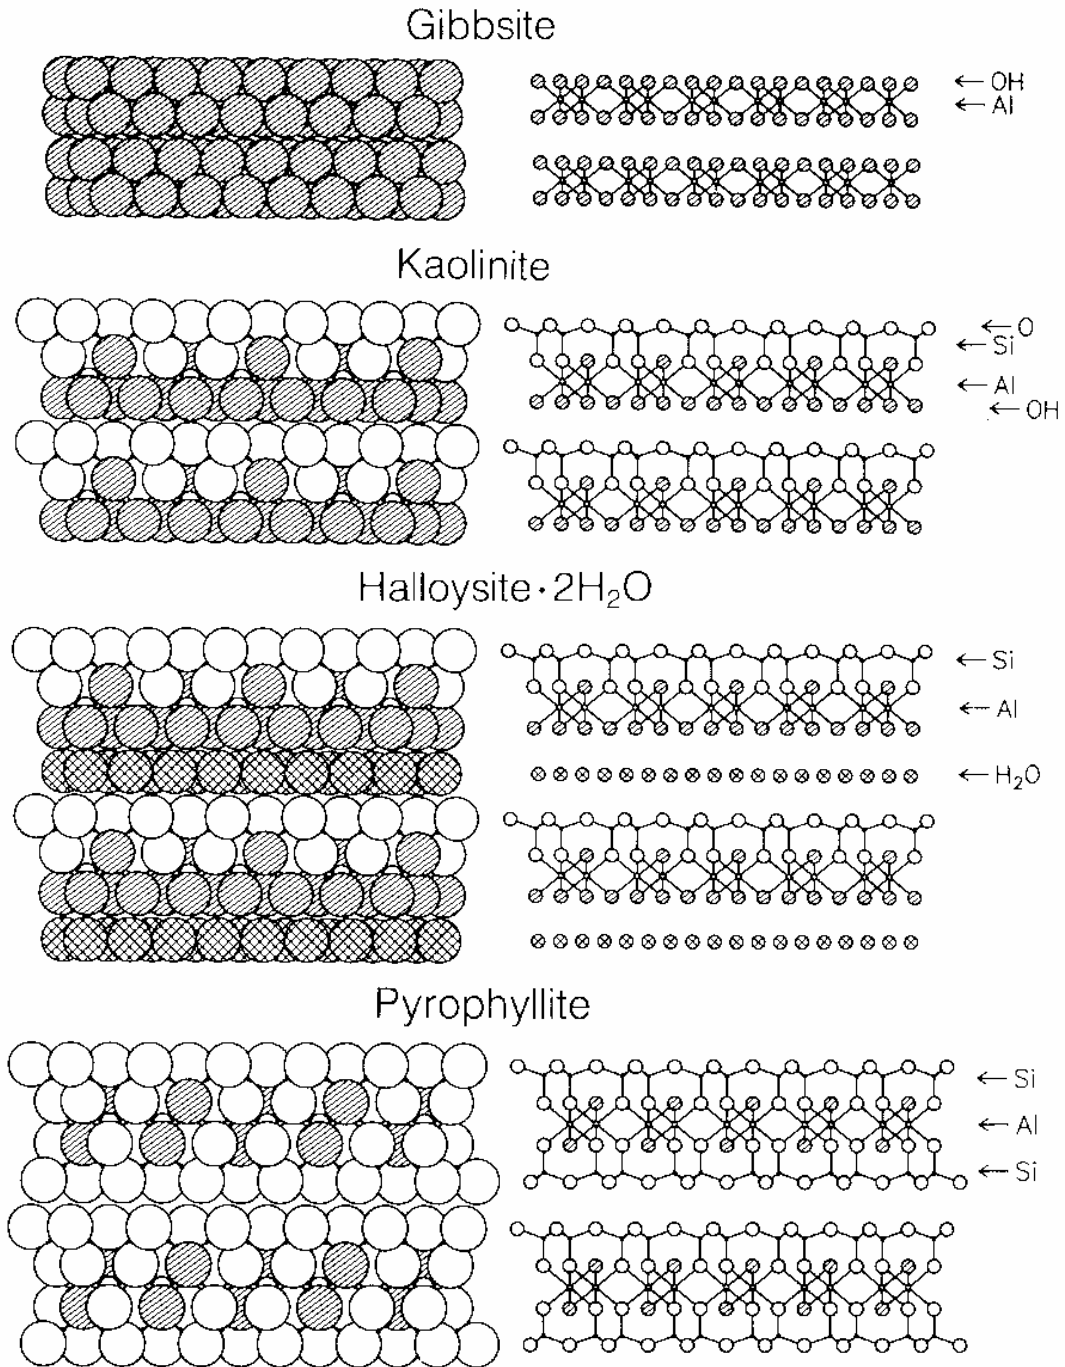 Gibbsite
← OH
← Al
Kaolinite
← O
← Si
← Al
← OH
Halloysite · 2H₂O
← Si
← Al
← H₂O
Pyrophyllite
← Si
← Al
← Si